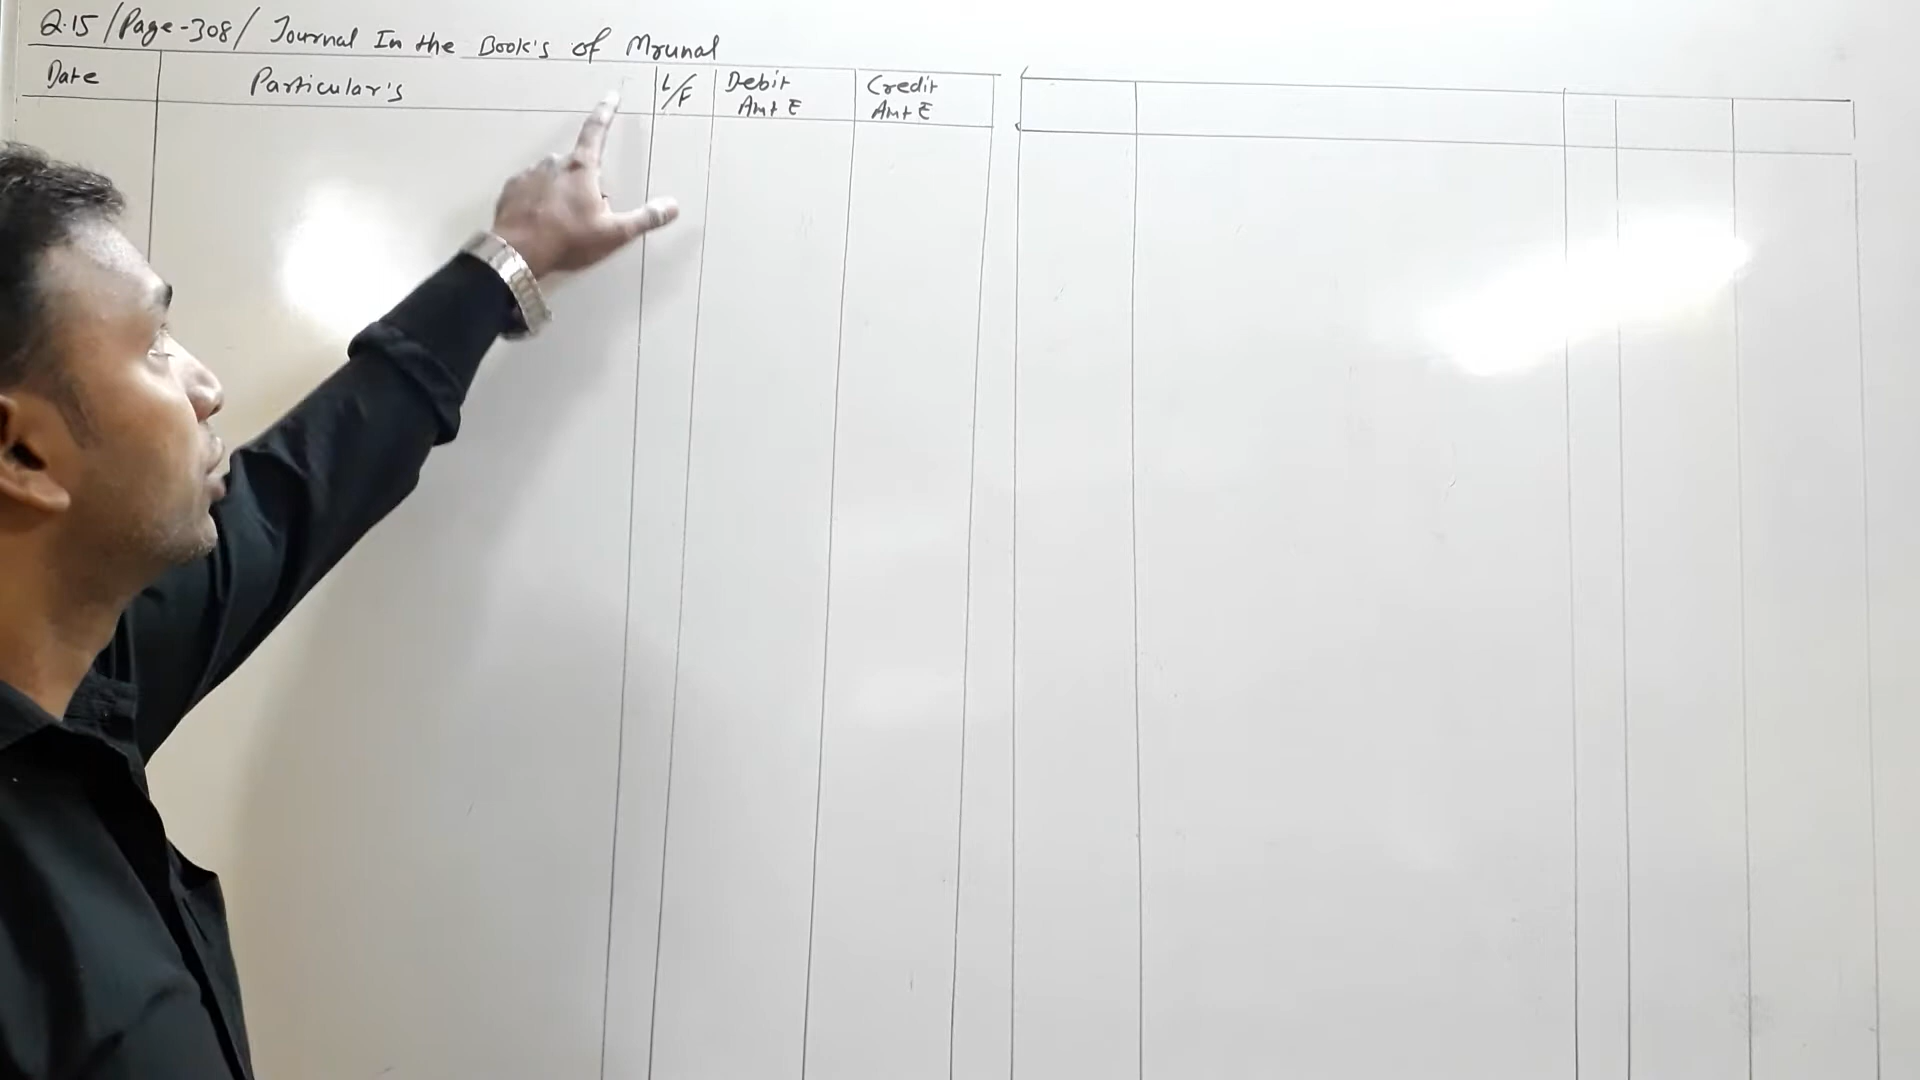 Q.15 / Page-308 / Journal In the Book's of Mrunal
Date Particular's L/F Debit Amt ₹ Credit Amt ₹